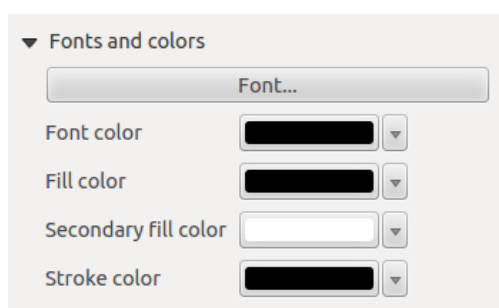 Fonts and colors
Font...
Font color
Fill color
Secondary fill color
Stroke color